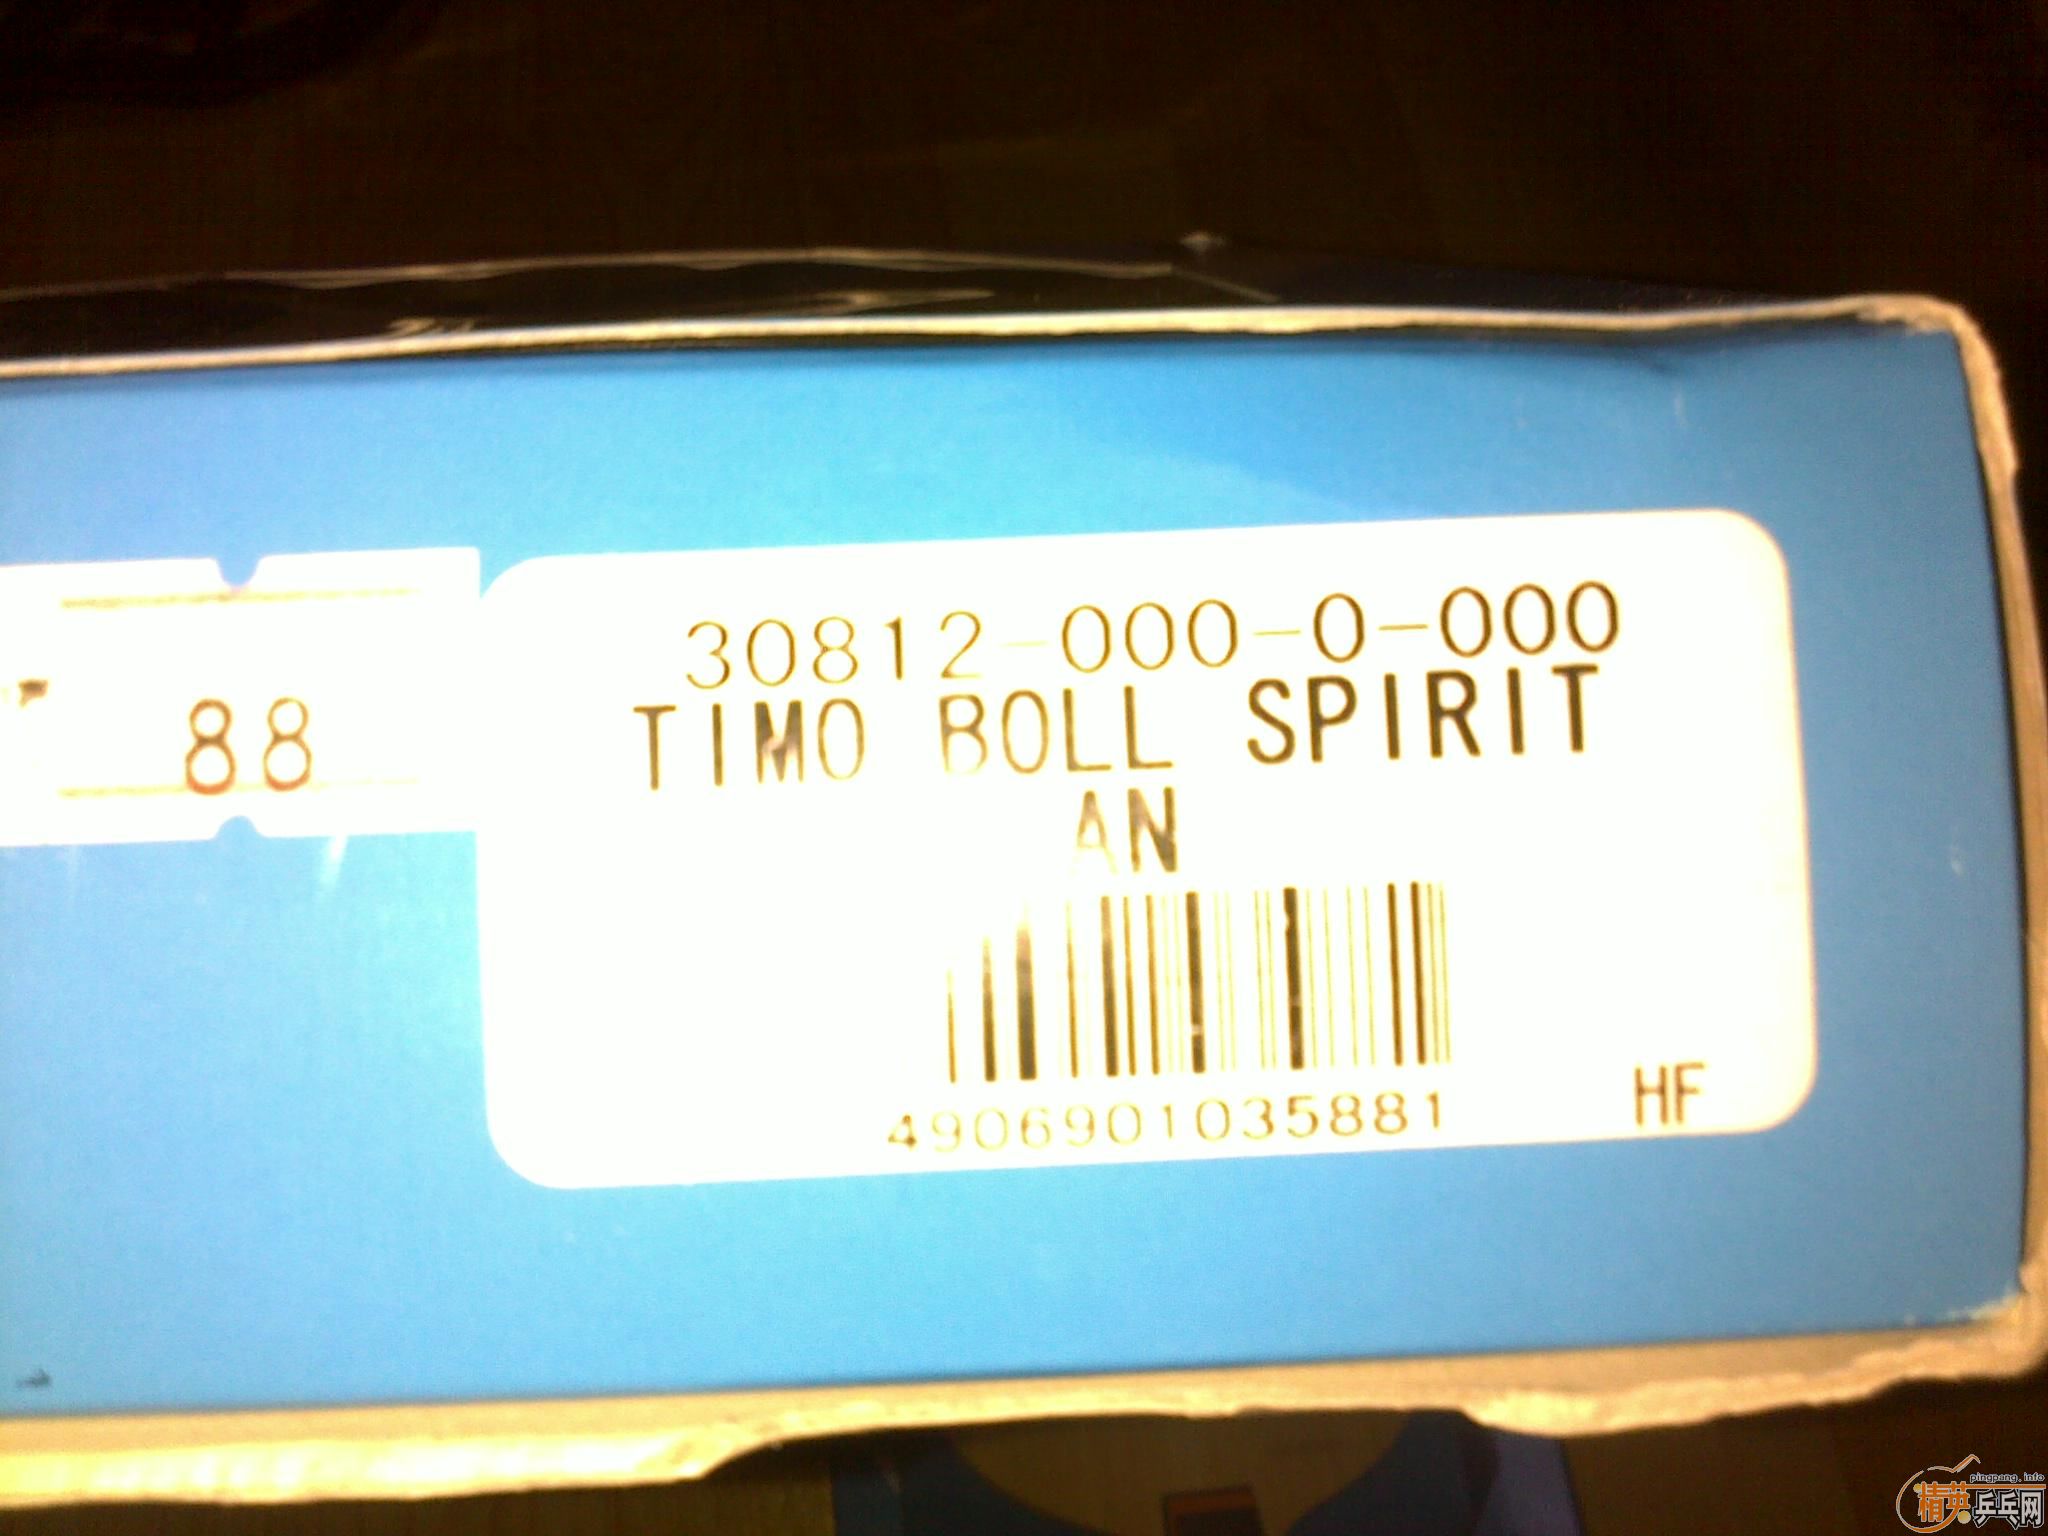 88
30812-000-0-000
TIMO BOLL SPIRIT
AN
4906901035881
HF
pingpang.info
精英乒乓网